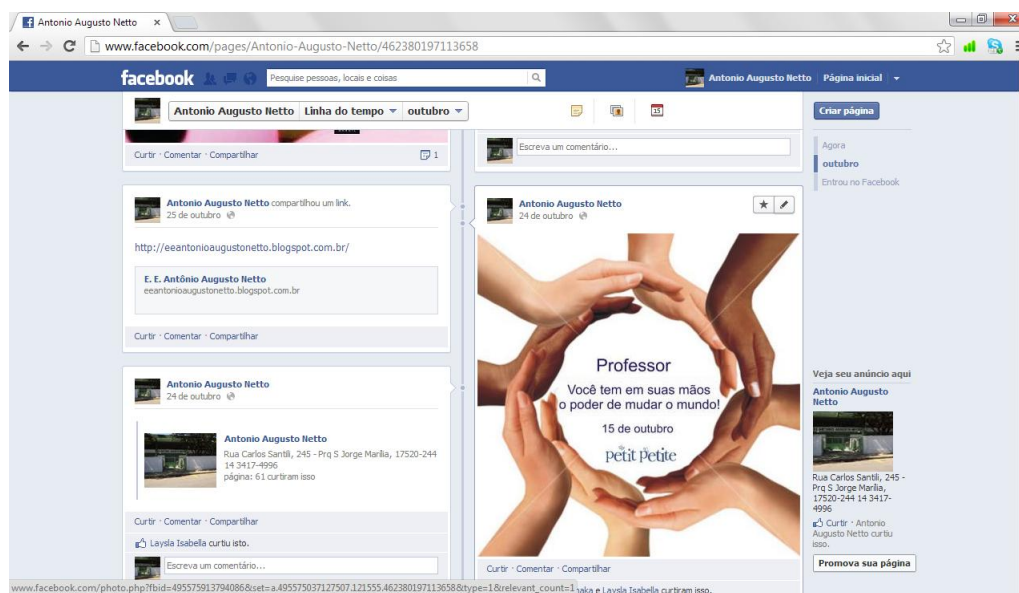 Antonio Augusto Netto
www.facebook.com/pages/Antonio-Augusto-Netto/462380197113658
facebook
Pesquise pessoas, locais e coisas
Antonio Augusto Netto
Página inicial
Antonio Augusto Netto
Linha do tempo
outubro
15
Criar página
Agora
outubro
Entrou no Facebook
Curtir · Comentar · Compartilhar
1
Antonio Augusto Netto compartilhou um link.
25 de outubro
http://eeantonioaugustonetto.blogspot.com.br/
E. E. Antônio Augusto Netto
eeantonioaugustonetto.blogspot.com.br
Curtir · Comentar · Compartilhar
Antonio Augusto Netto
24 de outubro
Antonio Augusto Netto
Rua Carlos Santili, 245 - Prq S Jorge Marília, 17520-244
14 3417-4996
página: 61 curtiram isso
Curtir · Comentar · Compartilhar
Laysla Isabella curtiu isto.
Escreva um comentário...
Escreva um comentário...
Antonio Augusto Netto
24 de outubro
Professor
Você tem em suas mãos
o poder de mudar o mundo!
15 de outubro
petit petite
Curtir · Comentar · Compartilhar
e Laysla Isabella curtiram isso.
Veja seu anúncio aqui
Antonio Augusto
Netto
Rua Carlos Santili, 245 -
Prq S Jorge Marília,
17520-244 14 3417-
4996
Curtir · Antonio
Augusto Netto curtiu
isso.
Promova sua página
www.facebook.com/photo.php?fbid=495575913794086&set=a.495575037127507.121555.462380197113658&type=1&relevant_count=1